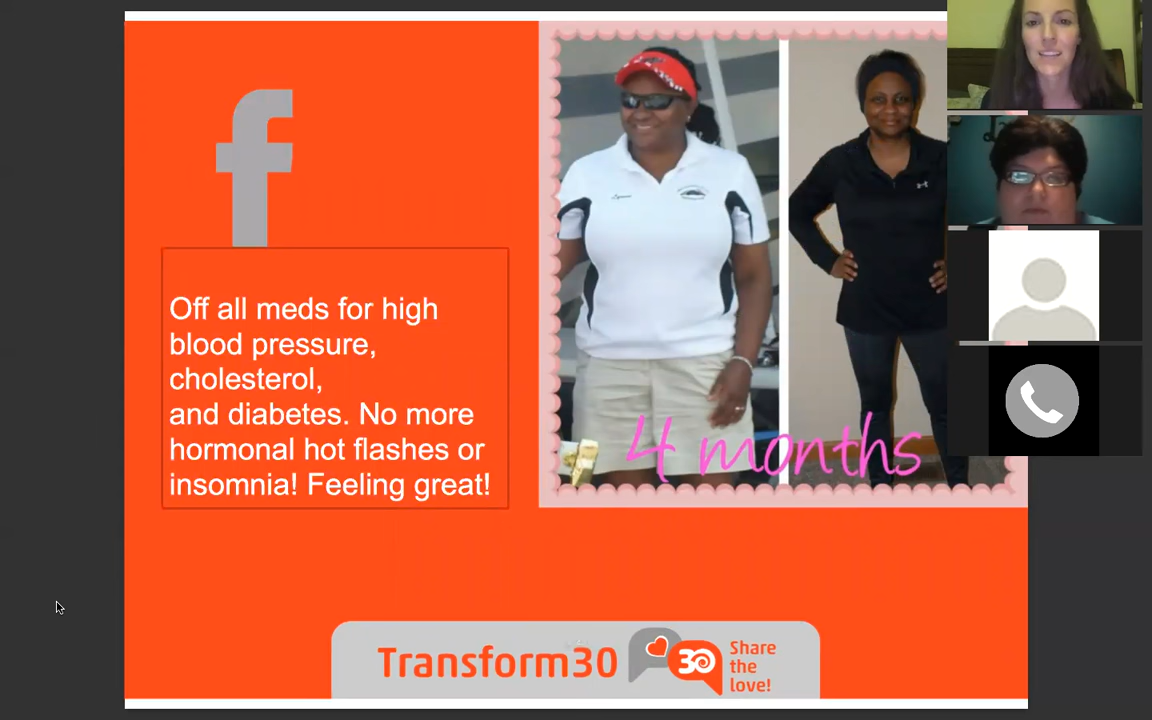 f
Off all meds for high
blood pressure,
cholesterol,
and diabetes. No more
hormonal hot flashes or
insomnia! Feeling great!
4 months
Transform30
30
Share
the
love!